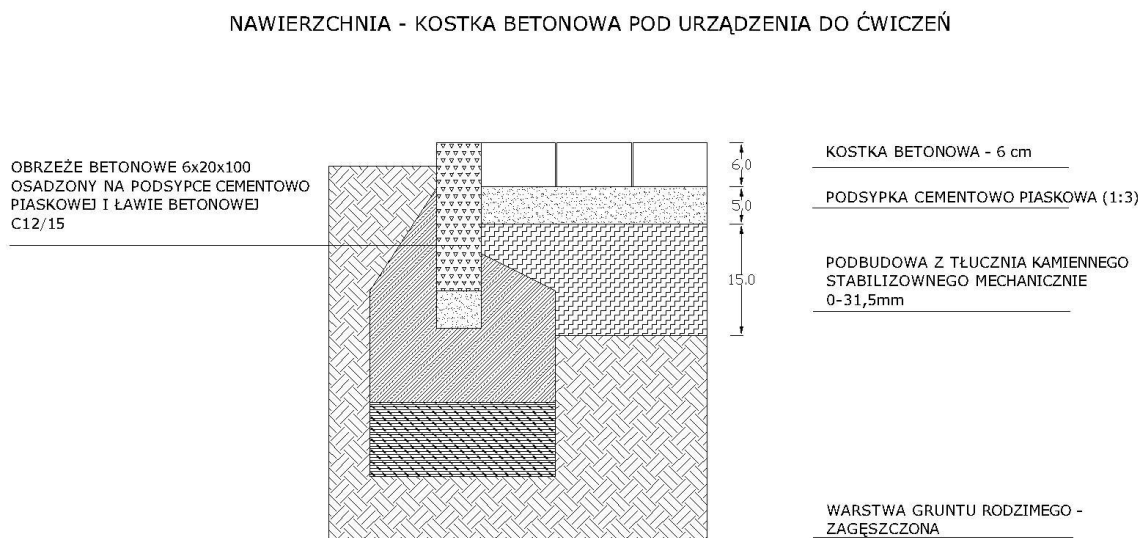 NAWIERZCHNIA - KOSTKA BETONOWA POD URZĄDZENIA DO ĆWICZEŃ
OBRZEŻE BETONOWE 6x20x100
OSADZONY NA PODSYPCE CEMENTOWO
PIASKOWEJ I ŁAWIE BETONOWEJ
C12/15
6,0
5,0
15.0
KOSTKA BETONOWA - 6 cm
PODSYPKA CEMENTOWO PIASKOWA (1:3)
PODBUDOWA Z TŁUCZNIA KAMIENNEGO
STABILIZOWNEGO MECHANICZNIE
0-31,5mm
WARSTWA GRUNTU RODZIMEGO -
ZAGĘSZCZONA